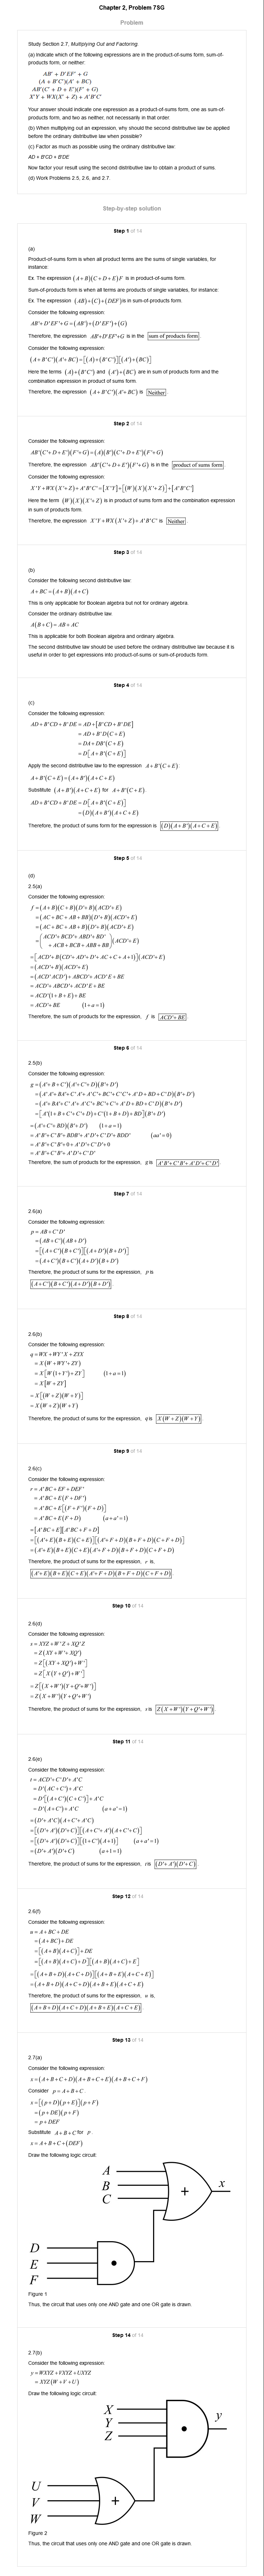 Chapter 2, Problem 7SG
Problem
Study Section 2.7, Multiplying Out and Factoring.
(a) Indicate which of the following expressions are in the product-of-sums form, sum-of-
products form, or neither:
AB' + D'EF' + G
(A + B'C')(A' + BC)
AB'(C' + D + E')(F' + G)
X'Y + WX(X' + Z) + A'B'C'
Your answer should indicate one expression as a product-of-sums form, one as sum-of-
products form, and two as neither, not necessarily in that order.
(b) When multiplying out an expression, why should the second distributive law be applied
before the ordinary distributive law when possible?
(c) Factor as much as possible using the ordinary distributive law:
AD + B'CD + B'DE
Now factor your result using the second distributive law to obtain a product of sums.
(d) Work Problems 2.5, 2.6, and 2.7.
Step-by-step solution
Step 1 of 14
(a)
Product-of-sums form is when all product terms are the sums of single variables, for
instance:
Ex. The expression (A+B)(C+D+E)F is in product-of-sums form.
Sum-of-products form is when all terms are products of single variables, for instance:
Ex. The expression (AB)+(C)+(DEF) is in sum-of-products form.
Consider the following expression:
AB'+D'EF'+G=(AB')+(D'EF')+(G)
Therefore, the expression AB'+D'EF'+G is in the sum of products form.
Consider the following expression:
(A+B'C')(A'+BC)=[(A)+(B'C')][(A')+(BC)]
Here the terms (A)+(B'C') and (A')+(BC) are in sum of products form and the
combination expression in product of sums form.
Therefore, the expression (A+B'C')(A'+BC) is Neither.
Step 2 of 14
Consider the following expression:
AB'(C'+D+E')(F'+G)=(A)(B')(C'+D+E')(F'+G)
Therefore, the expression AB'(C'+D+E')(F'+G) is in the product of sums form.
Consider the following expression:
X'Y+WX(X'+Z)+A'B'C'=[X'Y]+[(W)(X)(X'+Z)]+[A'B'C']
Here the term (W)(X)(X'+Z) is in product of sums form and the combination expression
in sum of products form.
Therefore, the expression X'Y+WX(X'+Z)+A'B'C' is Neither.
Step 3 of 14
(b)
Consider the following second distributive law:
A+BC=(A+B)(A+C)
This is only applicable for Boolean algebra but not for ordinary algebra.
Consider the ordinary distributive law:
A(B+C)=AB+AC
This is applicable for both Boolean algebra and ordinary algebra.
The second distributive law should be used before the ordinary distributive law because it is
useful in order to get expressions into product-of-sums or sum-of-products form.
Step 4 of 14
(c)
Consider the following expression:
AD+B'CD+B'DE=AD+[B'CD+B'DE]
=AD+B'D(C+E)
=DA+DB'(C+E)
=D[A+B'(C+E)]
Apply the second distributive law to the expression A+B'(C+E):
A+B'(C+E)=(A+B')(A+C+E)
Substitute (A+B')(A+C+E) for A+B'(C+E).
AD+B'CD+B'DE=D[A+B'(C+E)]
=(D)(A+B')(A+C+E)
Therefore, the product of sums form for the expression is (D)(A+B')(A+C+E).
Step 5 of 14
(d)
2.5(a)
Consider the following expression:
f=(A+B)(C+B)(D'+B)(ACD'+E)
=(AC+BC+AB+BB)(D'+B)(ACD'+E)
=(AC+BC+AB+B)(D'+B)(ACD'+E)
=(ACD'+BCD'+ABD'+BD'
+ACB+BCB+ABB+BB)(ACD'+E)
=[ACD'+B(CD'+AD'+D'+AC+C+A+1)](ACD'+E)
=(ACD'+B)(ACD'+E)
=(ACD'ACD')+ABCD'+ACD'E+BE
=ACD'+ABCD'+ACD'E+BE
=ACD'(1+B+E)+BE
=ACD'+BE (1+a=1)
Therefore, the sum of products for the expression, f is ACD'+BE.
Step 6 of 14
2.5(b)
Consider the following expression:
g=(A'+B+C')(A'+C'+D)(B'+D')
=(A'A'+BA'+C'A'+A'C'+BC'+C'C'+A'D+BD+C'D)(B'+D')
=(A'+BA'+C'A'+A'C'+BC'+C'+A'D+BD+C'D)(B'+D')
=[A'(1+B+C'+C'+D)+C'(1+B+D)+BD](B'+D')
=(A'+C'+BD)(B'+D') (1+a=1)
=A'B'+C'B'+BDB'+A'D'+C'D'+BDD' (aa'=0)
=A'B'+C'B'+0+A'D'+C'D'+0
=A'B'+C'B'+A'D'+C'D'
Therefore, the sum of products for the expression, g is A'B'+C'B'+A'D'+C'D'.
Step 7 of 14
2.6(a)
Consider the following expression:
p=AB+C'D'
=(AB+C')(AB+D')
=[(A+C')(B+C')][(A+D')(B+D')]
=(A+C')(B+C')(A+D')(B+D')
Therefore, the product of sums for the expression, p is
(A+C')(B+C')(A+D')(B+D').
Step 8 of 14
2.6(b)
Consider the following expression:
q=WX+WY'X+ZYX
=X(W+WY'+ZY)
=X[W(1+Y')+ZY] (1+a=1)
=X[W+ZY]
=X[(W+Z)(W+Y)]
=X(W+Z)(W+Y)
Therefore, the product of sums for the expression, q is X(W+Z)(W+Y).
Step 9 of 14
2.6(c)
Consider the following expression:
r=A'BC+EF+DEF'
=A'BC+E(F+DF')
=A'BC+E[(F+F')(F+D)]
=A'BC+E(F+D) (a+a'=1)
=[A'BC+E][A'BC+F+D]
=[(A'+E)(B+E)(C+E)][(A'+F+D)(B+F+D)(C+F+D)]
=(A'+E)(B+E)(C+E)(A'+F+D)(B+F+D)(C+F+D)
Therefore, the product of sums for the expression, r is,
(A'+E)(B+E)(C+E)(A'+F+D)(B+F+D)(C+F+D).
Step 10 of 14
2.6(d)
Consider the following expression:
s=XYZ+W'Z+XQ'Z
=Z(XY+W'+XQ')
=Z[(XY+XQ')+W']
=Z[X(Y+Q')+W']
=Z[(X+W')(Y+Q'+W')]
=Z(X+W')(Y+Q'+W')
Therefore, the product of sums for the expression, s is Z(X+W')(Y+Q'+W').
Step 11 of 14
2.6(e)
Consider the following expression:
t=ACD'+C'D'+A'C
=D'(AC+C')+A'C
=D'[(A+C')(C+C')]+A'C
=D'(A+C')+A'C (a+a'=1)
=(D'+A'C)(A+C'+A'C)
=[(D'+A')(D'+C)][(A+C'+A')(A+C'+C)]
=[(D'+A')(D'+C)][(1+C')(A+1)] (a+a'=1)
=(D'+A')(D'+C) (a+1=1)
Therefore, the product of sums for the expression, t is (D'+A')(D'+C).
Step 12 of 14
2.6(f)
Consider the following expression:
u=A+BC+DE
=(A+BC)+DE
=[(A+B)(A+C)]+DE
=[(A+B)(A+C)+D][(A+B)(A+C)+E]
=[(A+B+D)(A+C+D)][(A+B+E)(A+C+E)]
=(A+B+D)(A+C+D)(A+B+E)(A+C+E)
Therefore, the product of sums for the expression, u is,
(A+B+D)(A+C+D)(A+B+E)(A+C+E).
Step 13 of 14
2.7(a)
Consider the following expression:
x=(A+B+C+D)(A+B+C+E)(A+B+C+F)
Consider p=A+B+C.
x=[(p+D)(p+E)](p+F)
=(p+DE)(p+F)
=p+DEF
Substitute A+B+C for p.
x=A+B+C+(DEF)
Draw the following logic circuit:
A
B
C
+
x
D
E
F
•
Figure 1
Thus, the circuit that uses only one AND gate and one OR gate is drawn.
Step 14 of 14
2.7(b)
Consider the following expression:
y=WXYZ+VXYZ+UXYZ
=XYZ(W+V+U)
Draw the following logic circuit:
X
Y
Z
•
y
U
V
W
+
Figure 2
Thus, the circuit that uses only one AND gate and one OR gate is drawn.